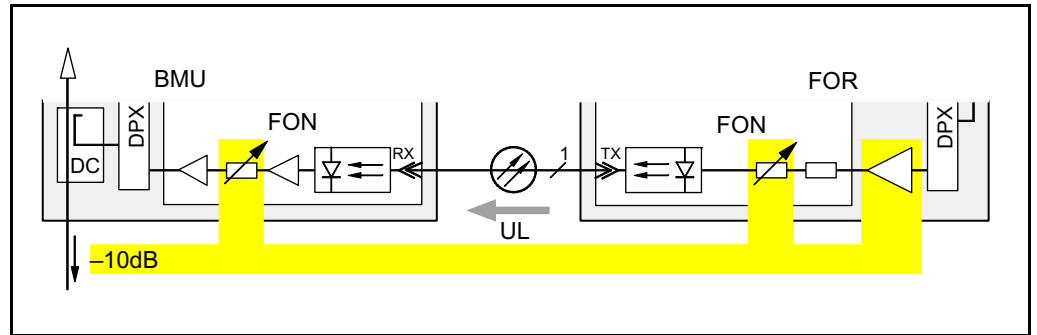 BMU
FOR
DPX
FON
FON
DPX
DC
RX
1
TX
UL
–10dB